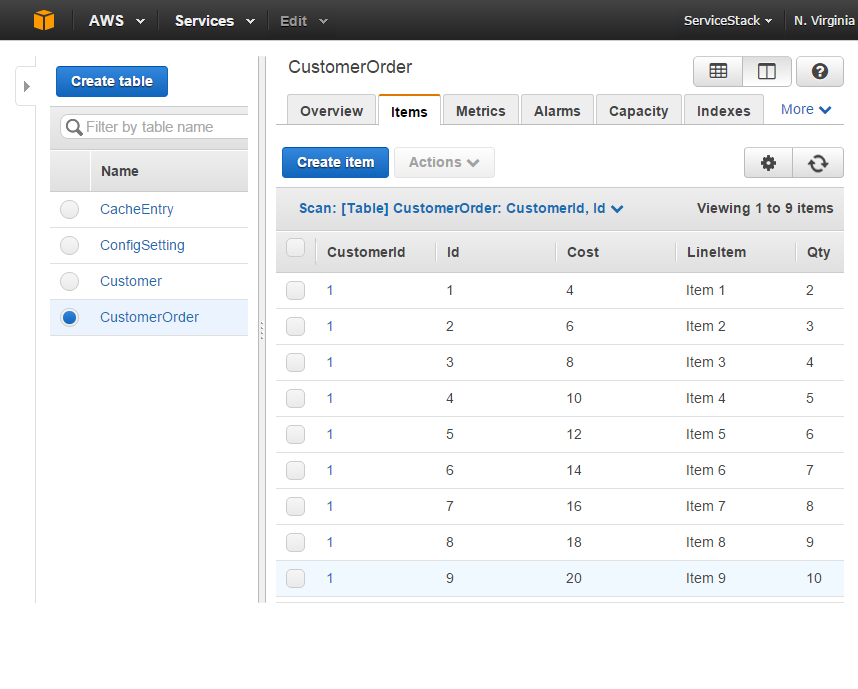 AWS Services Edit ServiceStack N. Virginia
Create table
Filter by table name
Name
CacheEntry
ConfigSetting
Customer
CustomerOrder
CustomerOrder
?
Overview Items Metrics Alarms Capacity Indexes More
Create item Actions
Scan: [Table] CustomerOrder: CustomerId, Id Viewing 1 to 9 items
CustomerId Id Cost LineItem Qty
1 1 4 Item 1 2
1 2 6 Item 2 3
1 3 8 Item 3 4
1 4 10 Item 4 5
1 5 12 Item 5 6
1 6 14 Item 6 7
1 7 16 Item 7 8
1 8 18 Item 8 9
1 9 20 Item 9 10